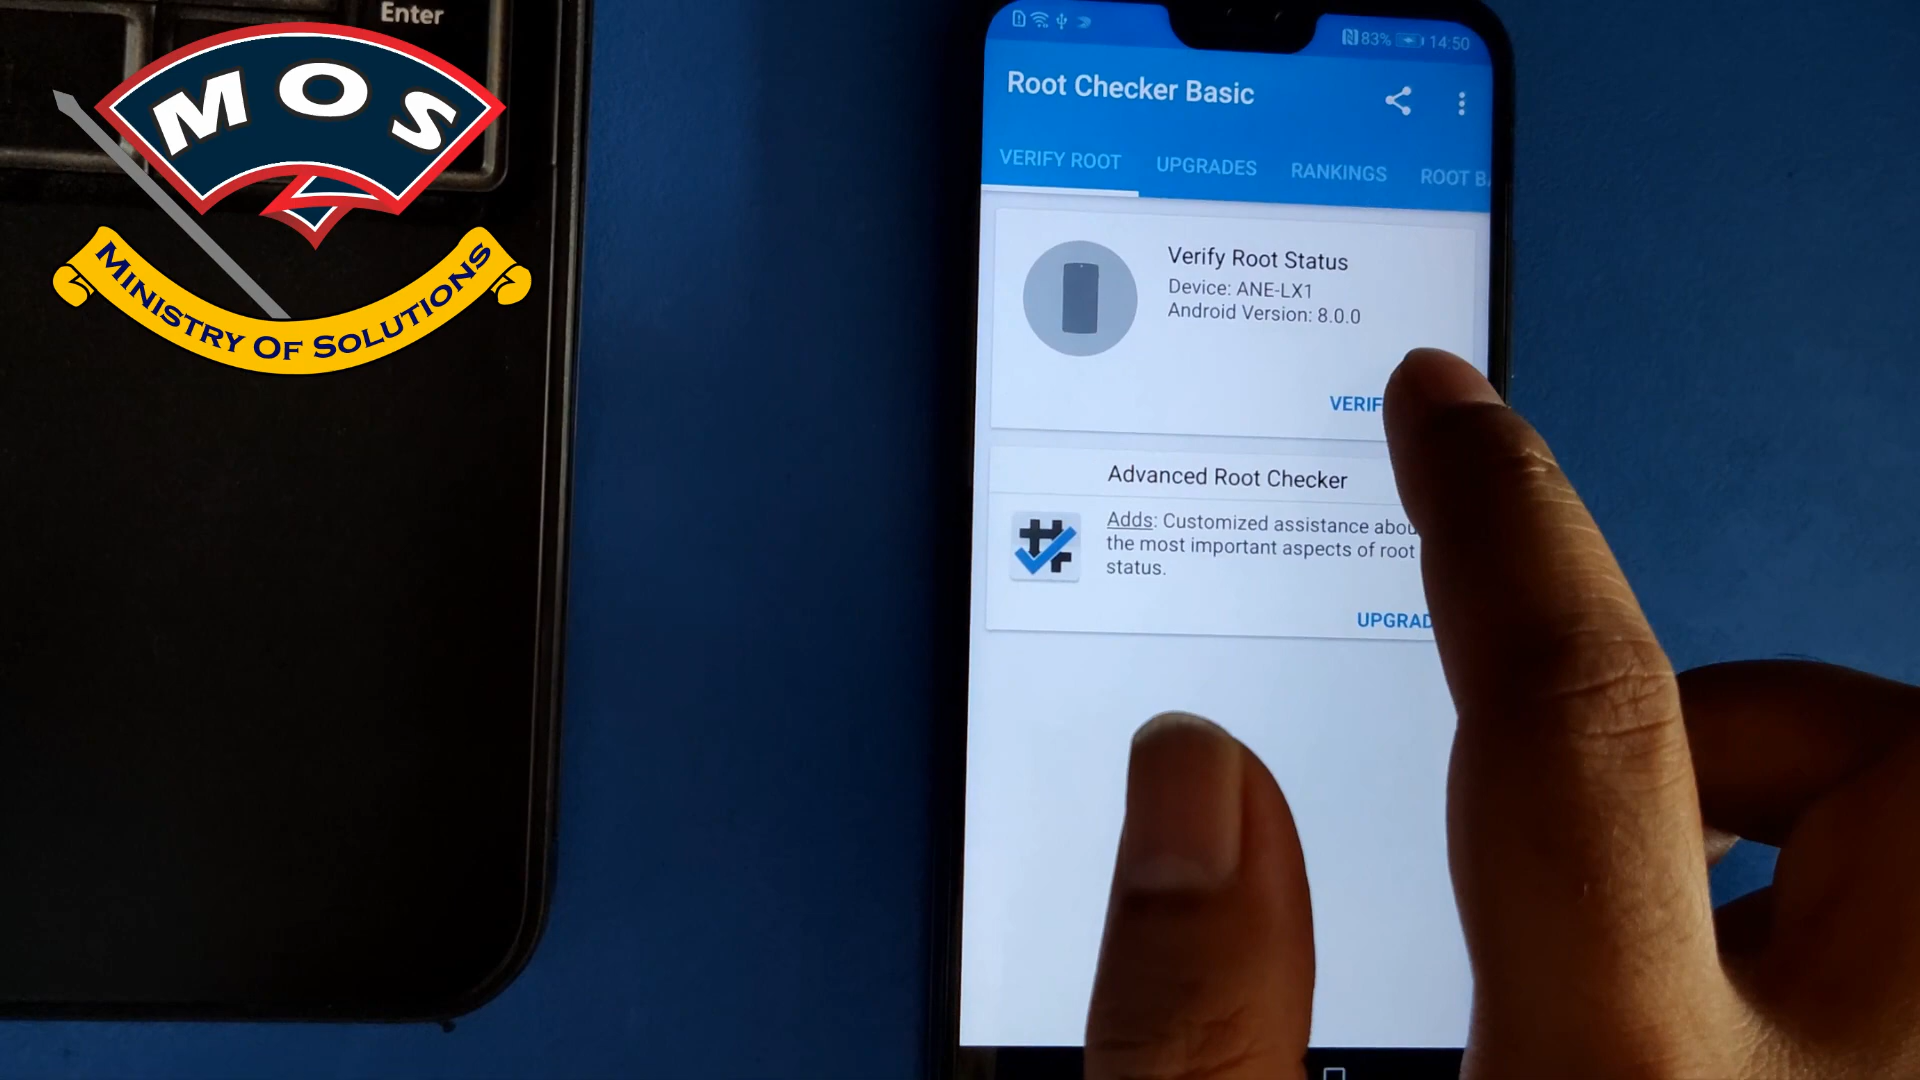 Enter
MOS
MINISTRY OF SOLUTIONS
83% 14:50
Root Checker Basic
VERIFY ROOT UPGRADES RANKINGS ROOT
Verify Root Status
Device: ANE-LX1
Android Version: 8.0.0
Advanced Root Checker
Adds: Customized assistance
the most important aspects of root
status.